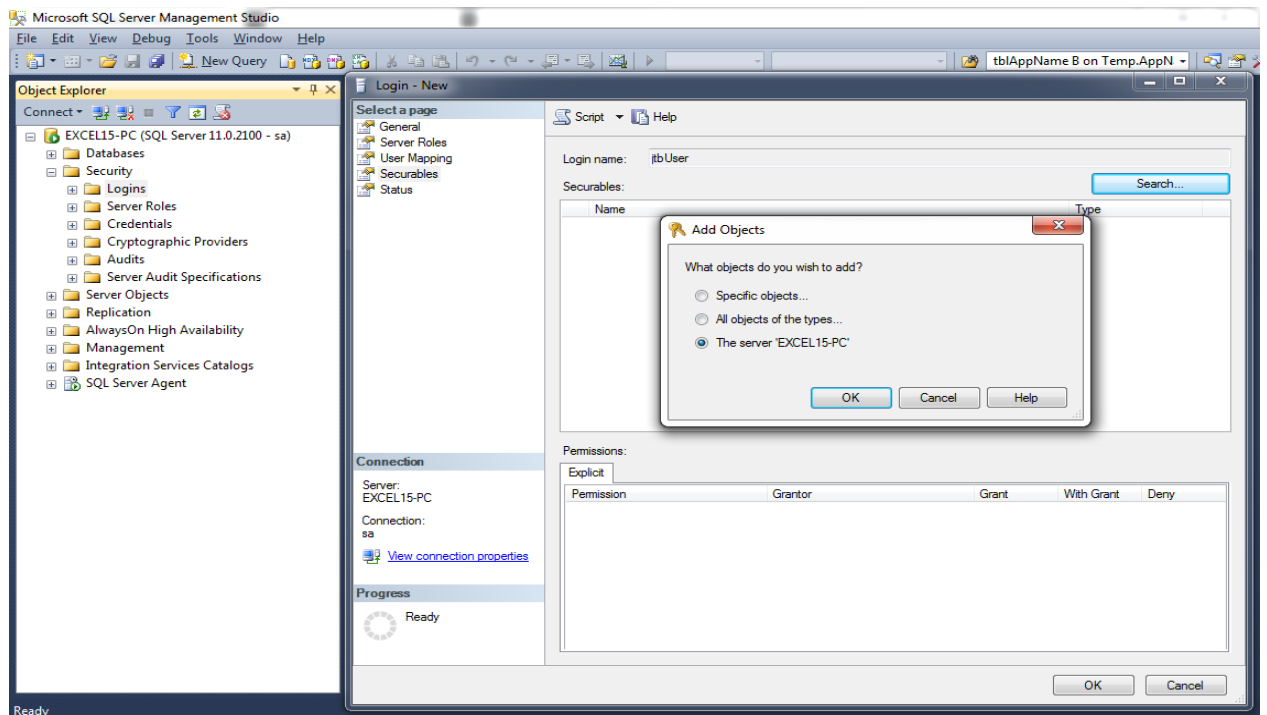 Microsoft SQL Server Management Studio
File Edit View Debug Tools Window Help
New Query
tblAppName B on Temp.AppN
Object Explorer
Connect
EXCEL15-PC (SQL Server 11.0.2100 - sa)
Databases
Security
Logins
Server Roles
Credentials
Cryptographic Providers
Audits
Server Audit Specifications
Server Objects
Replication
AlwaysOn High Availability
Management
Integration Services Catalogs
SQL Server Agent
Ready
Login - New
Select a page
General
Server Roles
User Mapping
Securables
Status
Connection
Server:
EXCEL15-PC
Connection:
sa
View connection properties
Progress
Ready
Script Help
Login name: jtbUser
Securables: Search...
Name Type
Add Objects
What objects do you wish to add?
Specific objects...
All objects of the types...
The server 'EXCEL15-PC'
OK Cancel Help
Permissions:
Explicit
Permission Grantor Grant With Grant Deny
OK Cancel